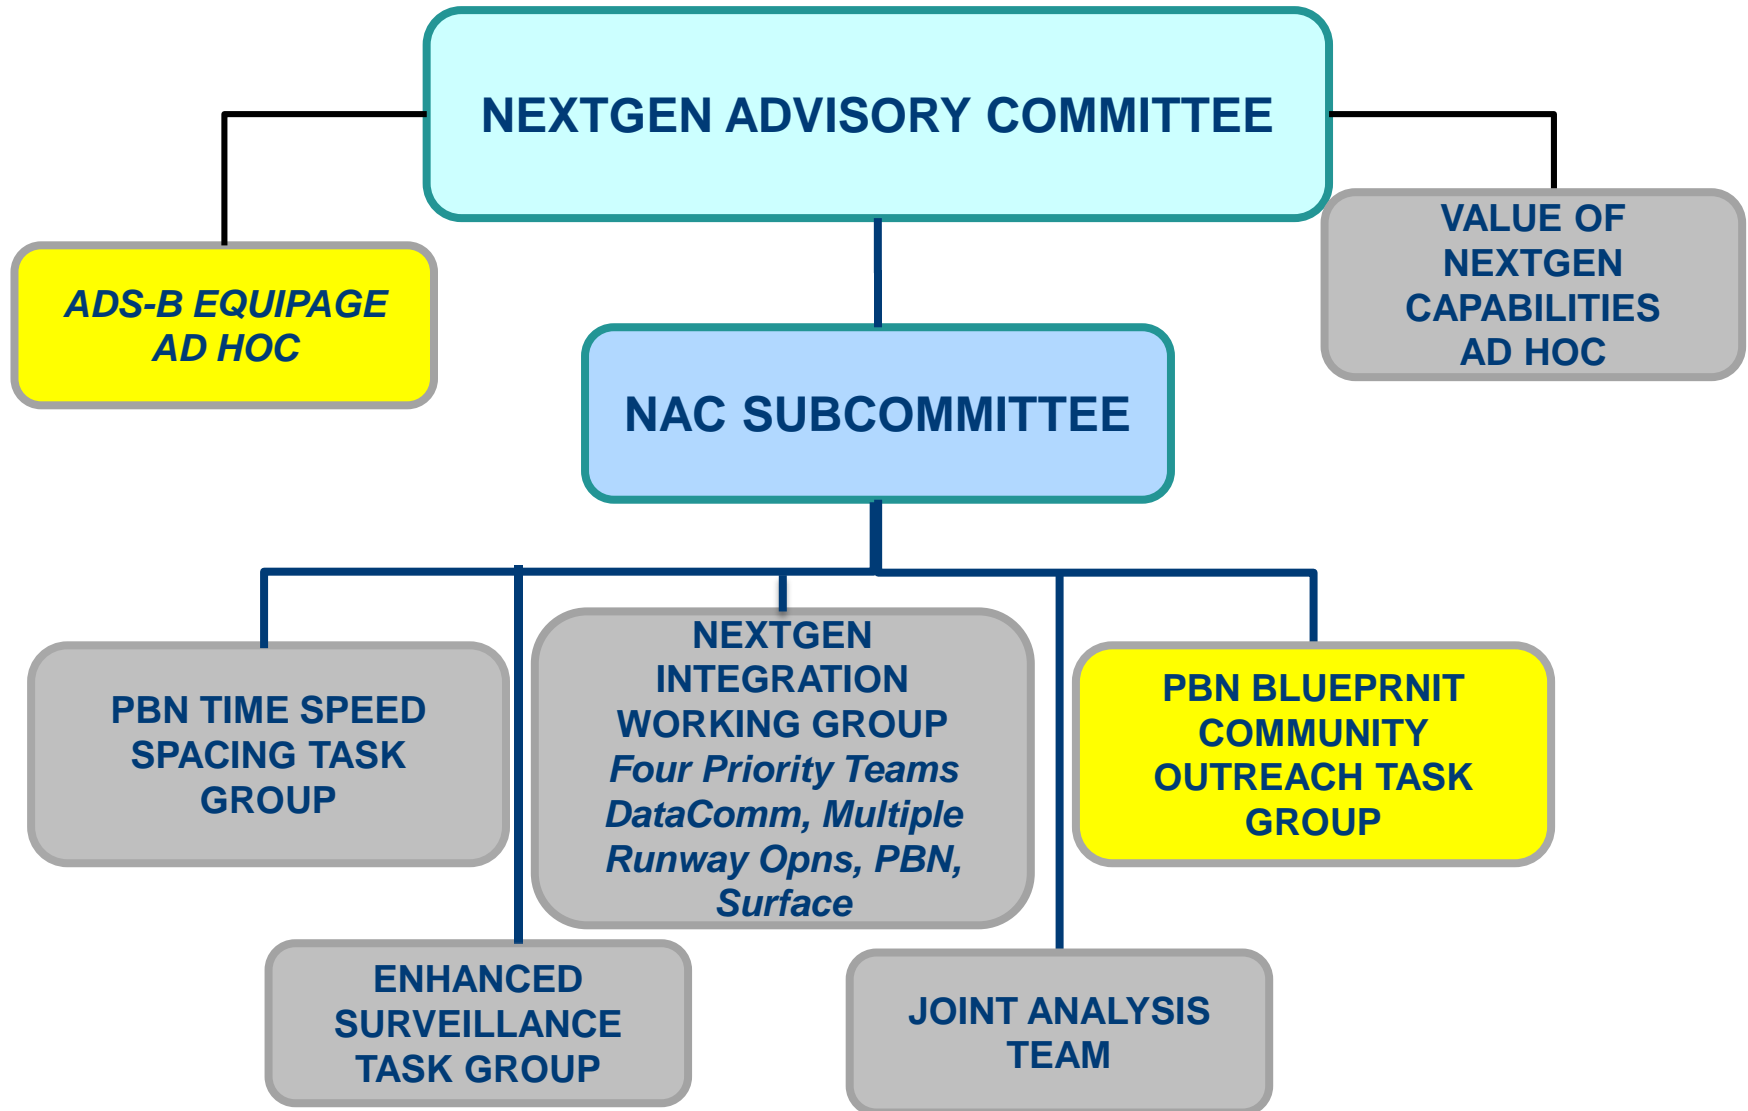 NEXTGEN ADVISORY COMMITTEE
ADS-B EQUIPAGE
AD HOC
VALUE OF
NEXTGEN
CAPABILITIES
AD HOC
NAC SUBCOMMITTEE
PBN TIME SPEED
SPACING TASK
GROUP
NEXTGEN
INTEGRATION
WORKING GROUP
Four Priority Teams
DataComm, Multiple
Runway Opns, PBN,
Surface
PBN BLUEPRNIT
COMMUNITY
OUTREACH TASK
GROUP
ENHANCED
SURVEILLANCE
TASK GROUP
JOINT ANALYSIS
TEAM